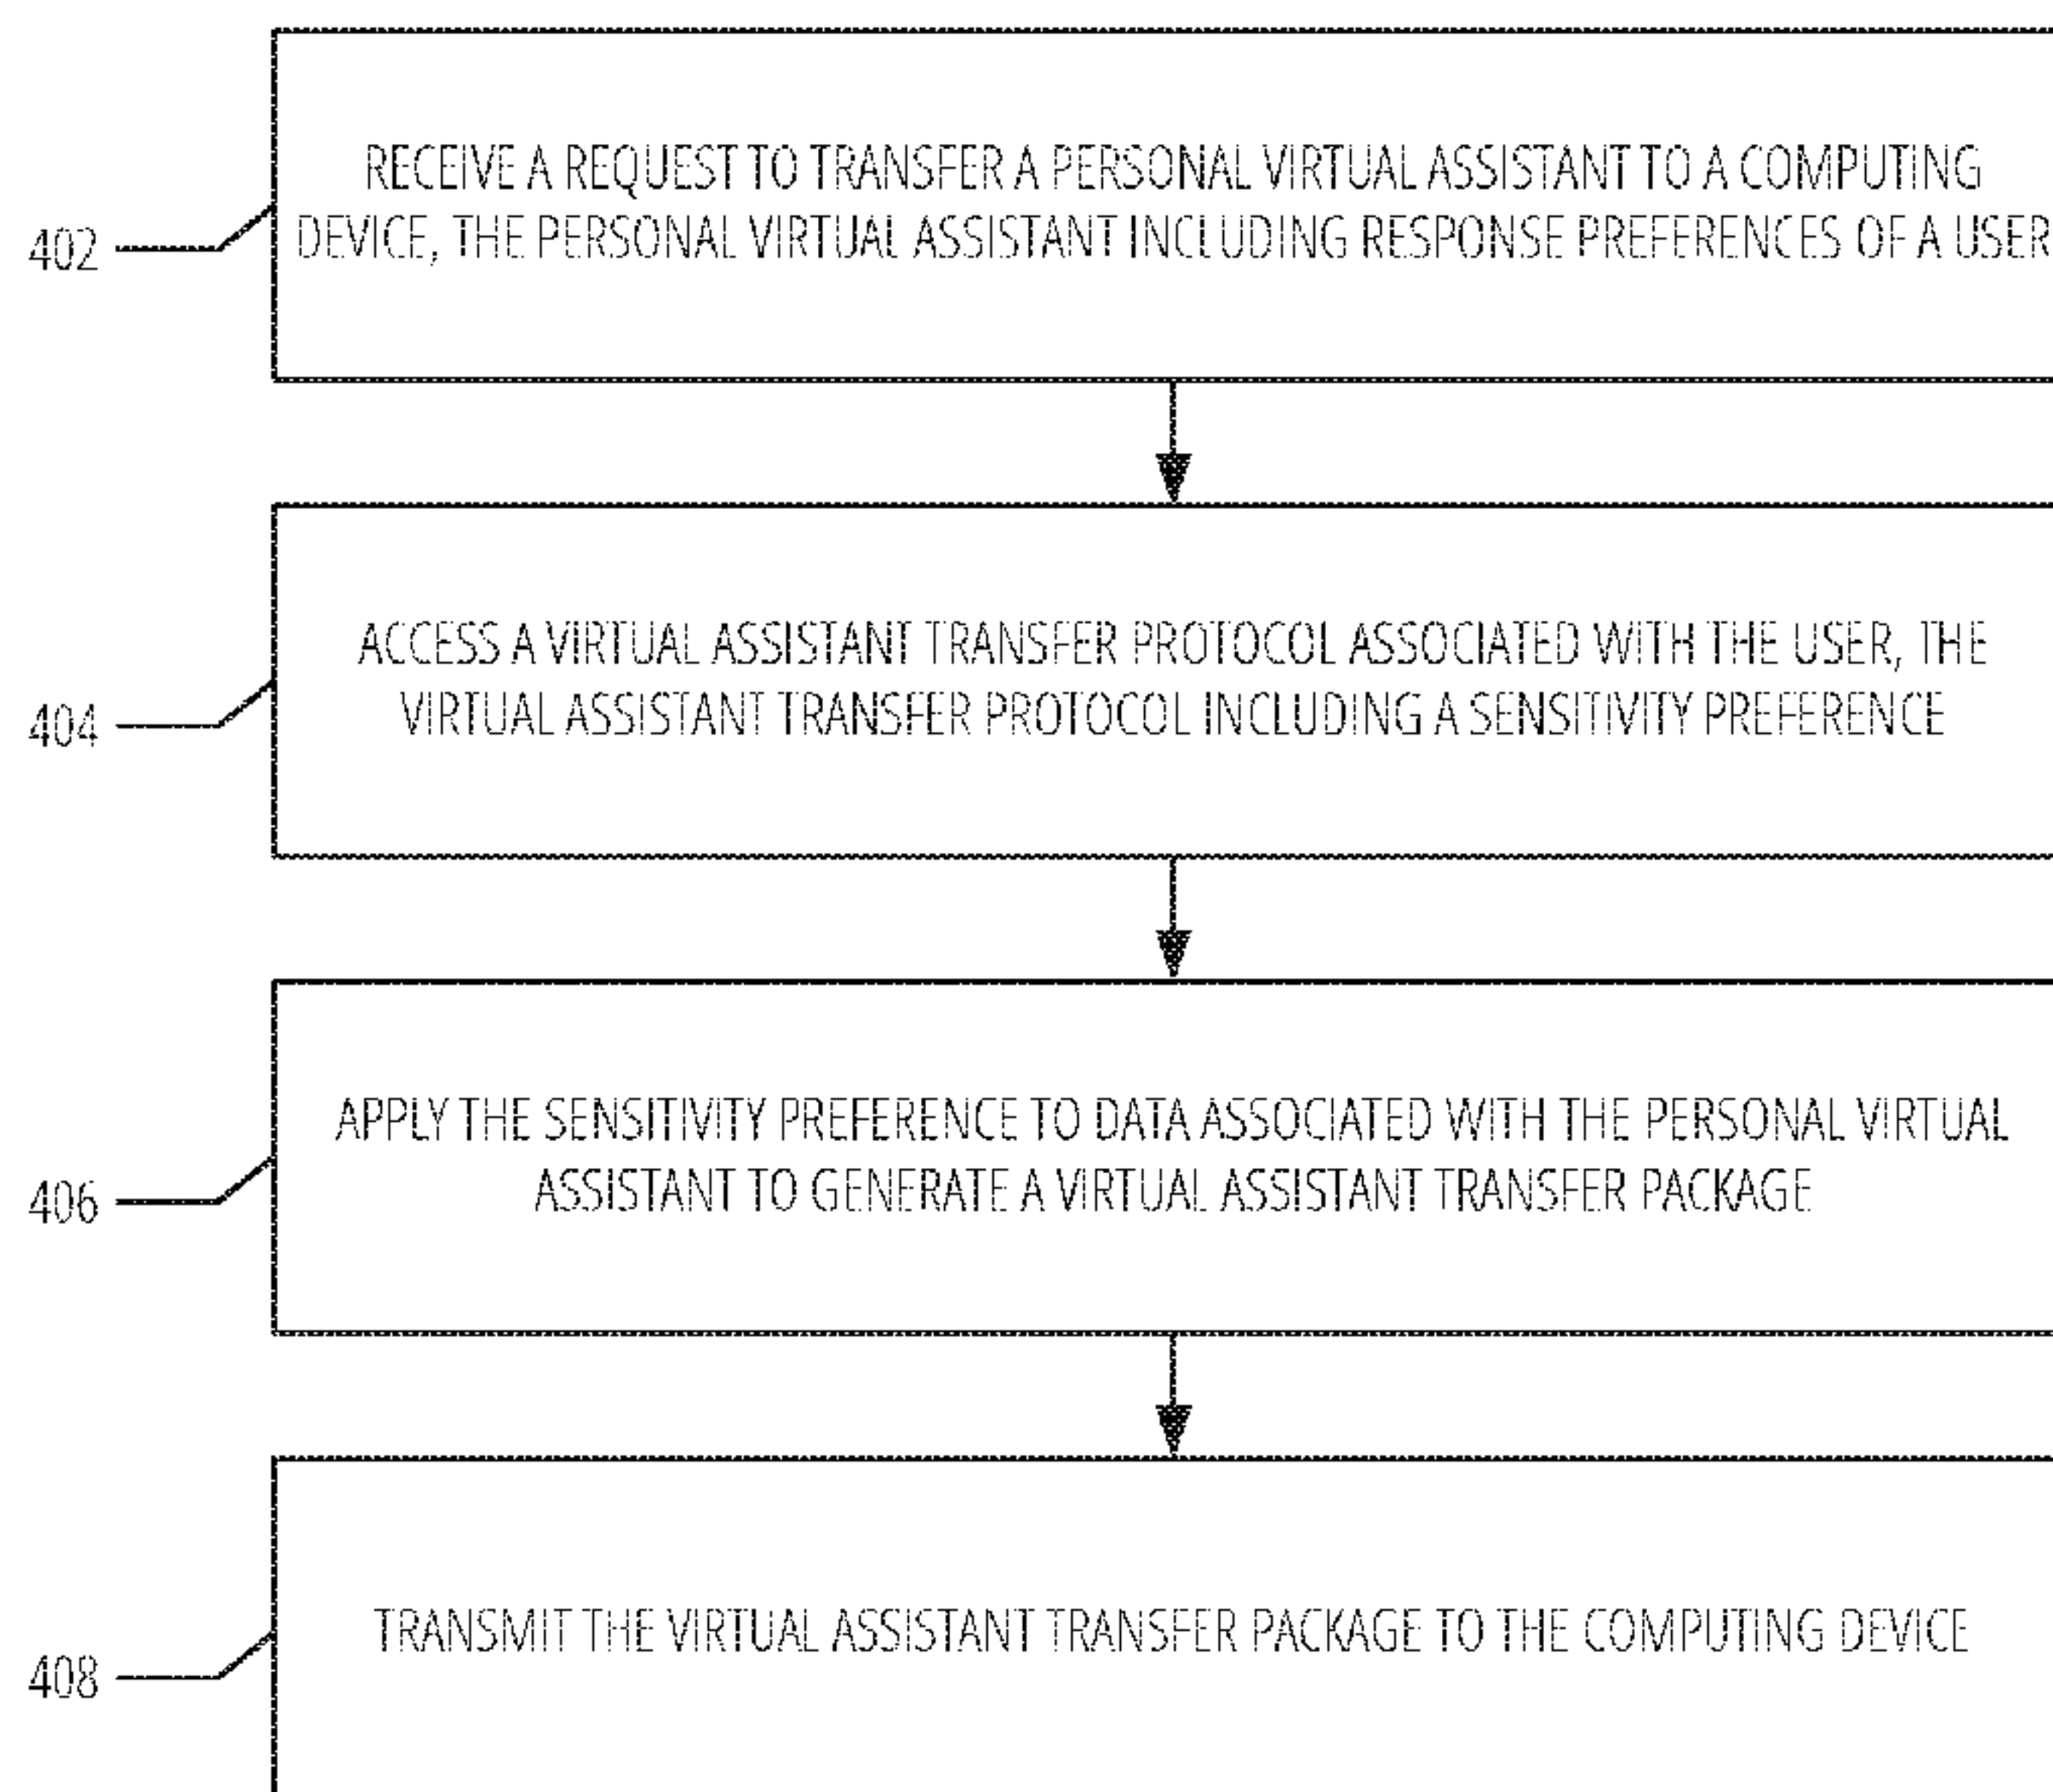 RECEIVE A REQUEST TO TRANSFER A PERSONAL VIRTUAL ASSISTANT TO A COMPUTING
DEVICE, THE PERSONAL VIRTUAL ASSISTANT INCLUDING RESPONSE PREFERENCES OF A USER
402
ACCESS A VIRTUAL ASSISTANT TRANSFER PROTOCOL ASSOCIATED WITH THE USER, THE
VIRTUAL ASSISTANT TRANSFER PROTOCOL INCLUDING A SENSITIVITY PREFERENCE
404
APPLY THE SENSITIVITY PREFERENCE TO DATA ASSOCIATED WITH THE PERSONAL VIRTUAL
ASSISTANT TO GENERATE A VIRTUAL ASSISTANT TRANSFER PACKAGE
406
TRANSMIT THE VIRTUAL ASSISTANT TRANSFER PACKAGE TO THE COMPUTING DEVICE
408